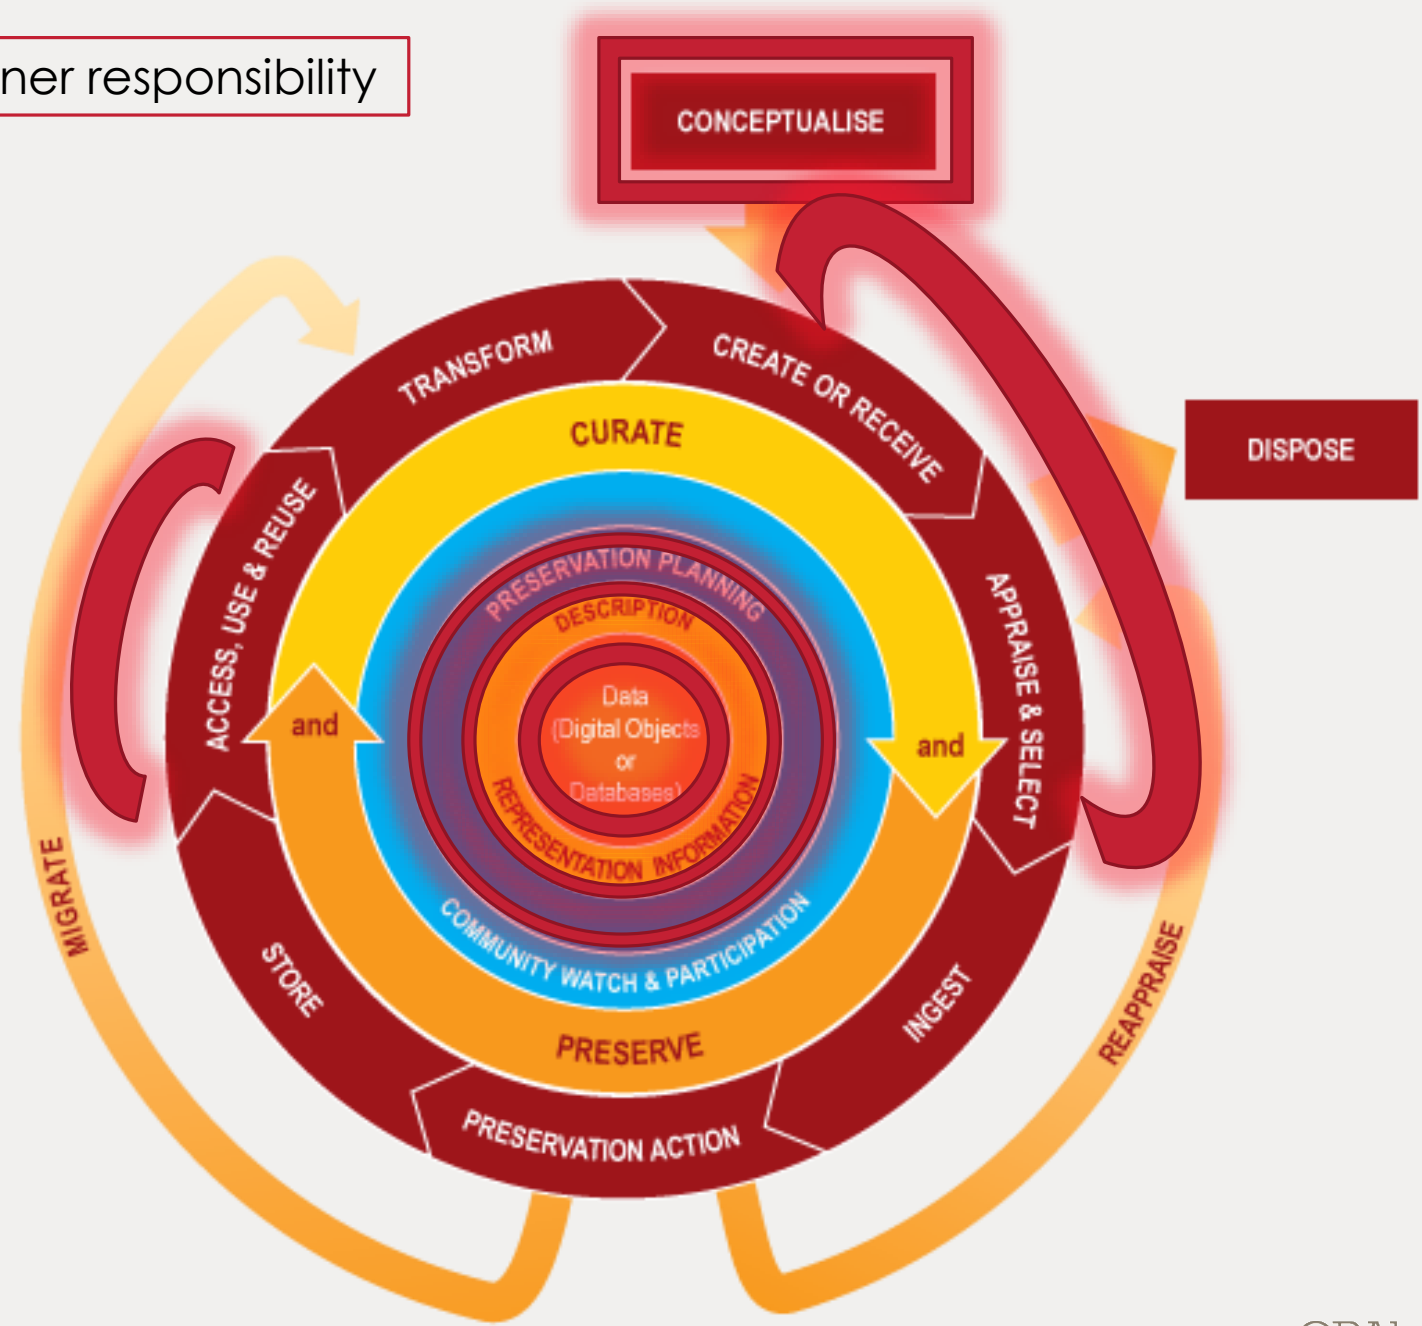 ner responsibility
CONCEPTUALISE
TRANSFORM
CREATE OR RECEIVE
CURATE
DISPOSE
ACCESS, USE & REUSE
PRESERVATION PLANNING
DESCRIPTION
APPRAISE & SELECT
Data
(Digital Objects
or
Databases)
and
and
REPRESENTATION INFORMATION
COMMUNITY WATCH & PARTICIPATION
MIGRATE
STORE
INGEST
REAPPRAISE
PRESERVE
PRESERVATION ACTION